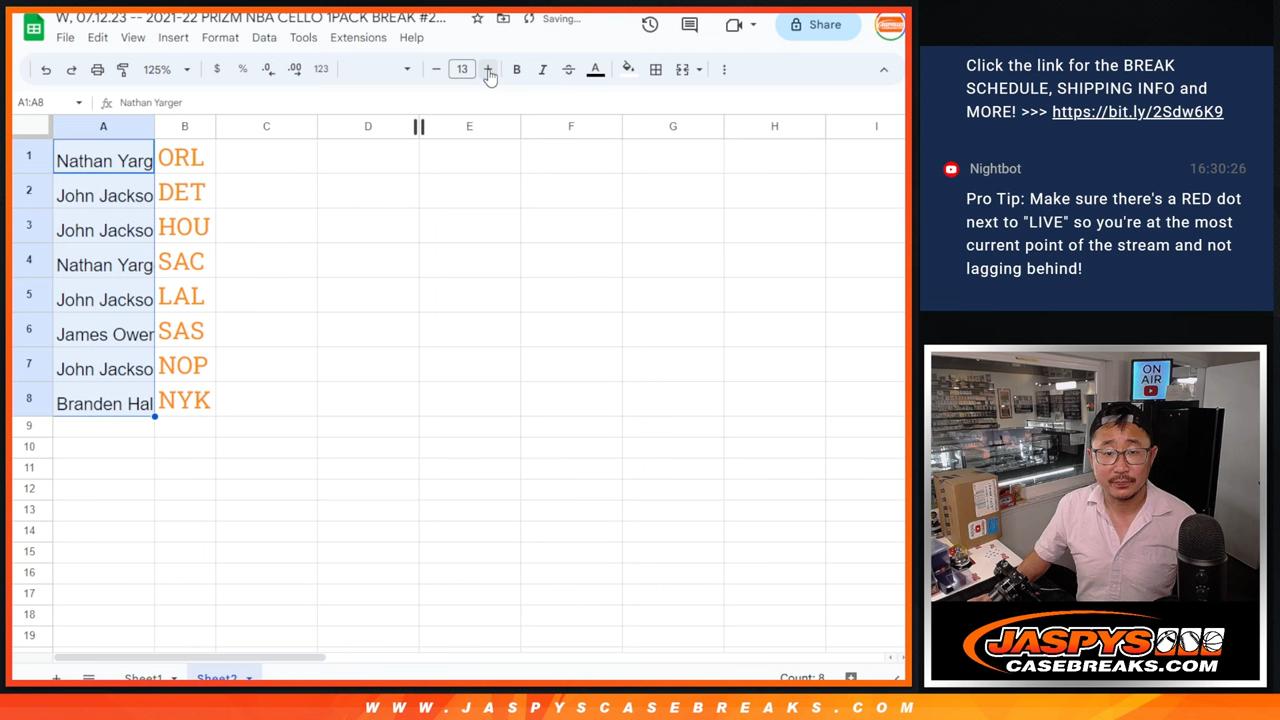 W, 07.12.23 -- 2021-22 PRIZM NBA CELLO 1PACK BREAK #2...
Saving...
Share
File Edit View Insert Format Data Tools Extensions Help
125% $ % .0 .00 123 13 B I S A
A1:A8 fx Nathan Yarger
A B C D E F G H I
1 Nathan Yarg ORL
2 John Jackso DET
3 John Jackso HOU
4 Nathan Yarg SAC
5 John Jackso LAL
6 James Ower SAS
7 John Jackso NOP
8 Branden Hal NYK
9
10
11
12
13
14
15
16
17
18
19
Sheet1 Sheet2 Count: 8
Click the link for the BREAK
SCHEDULE, SHIPPING INFO and
MORE! >>> https://bit.ly/2Sdw6K9
Nightbot 16:30:26
Pro Tip: Make sure there's a RED dot
next to "LIVE" so you're at the most
current point of the stream and not
lagging behind!
ON
AIR
JASPYS
CASEBREAKS.COM
WWW.JASPYSCASEBREAKS.COM
JASPYS